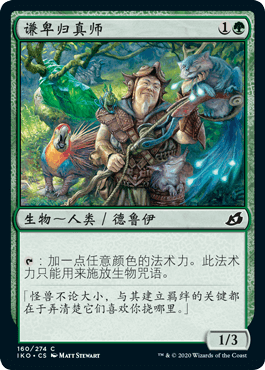 谦卑归真师 1
生物~人类 / 德鲁伊
：加一点任意颜色的法术力。此法术
力只能用来施放生物咒语。
「怪兽不论大小，与其建立羁绊的关键都
在于弄清楚它们喜欢你挠哪里。」
1/3
160/274 C
IKO • CS MATT STEWART
™ & © 2020 Wizards of the Coast